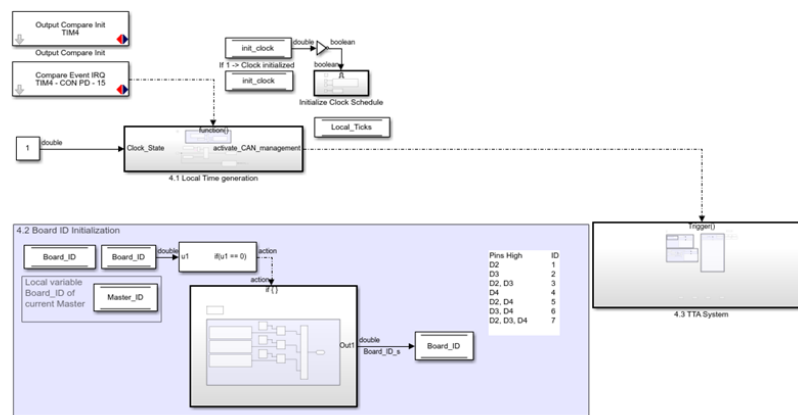 Output Compare Init
TIM4
Output Compare Init
Compare Event IRQ
TIM4 - CON PD - 15
init_clock
double
boolean
If 1 -> Clock initialized
boolean
init_clock
Initialize Clock Schedule
Local_Ticks
1
double
function()
Clock_State
activate_CAN_management
4.1 Local Time generation
4.2 Board ID Initialization
Board_ID
Board_ID
double
u1
if(u1 == 0)
action
Local variable
Board_ID of
current Master
Master_ID
action
if { }
Out1
double
Board_ID_s
Board_ID
Pins High ID
D2 1
D3 2
D2, D3 3
D4 4
D2, D4 5
D3, D4 6
D2, D3, D4 7
Trigger()
4.3 TTA System